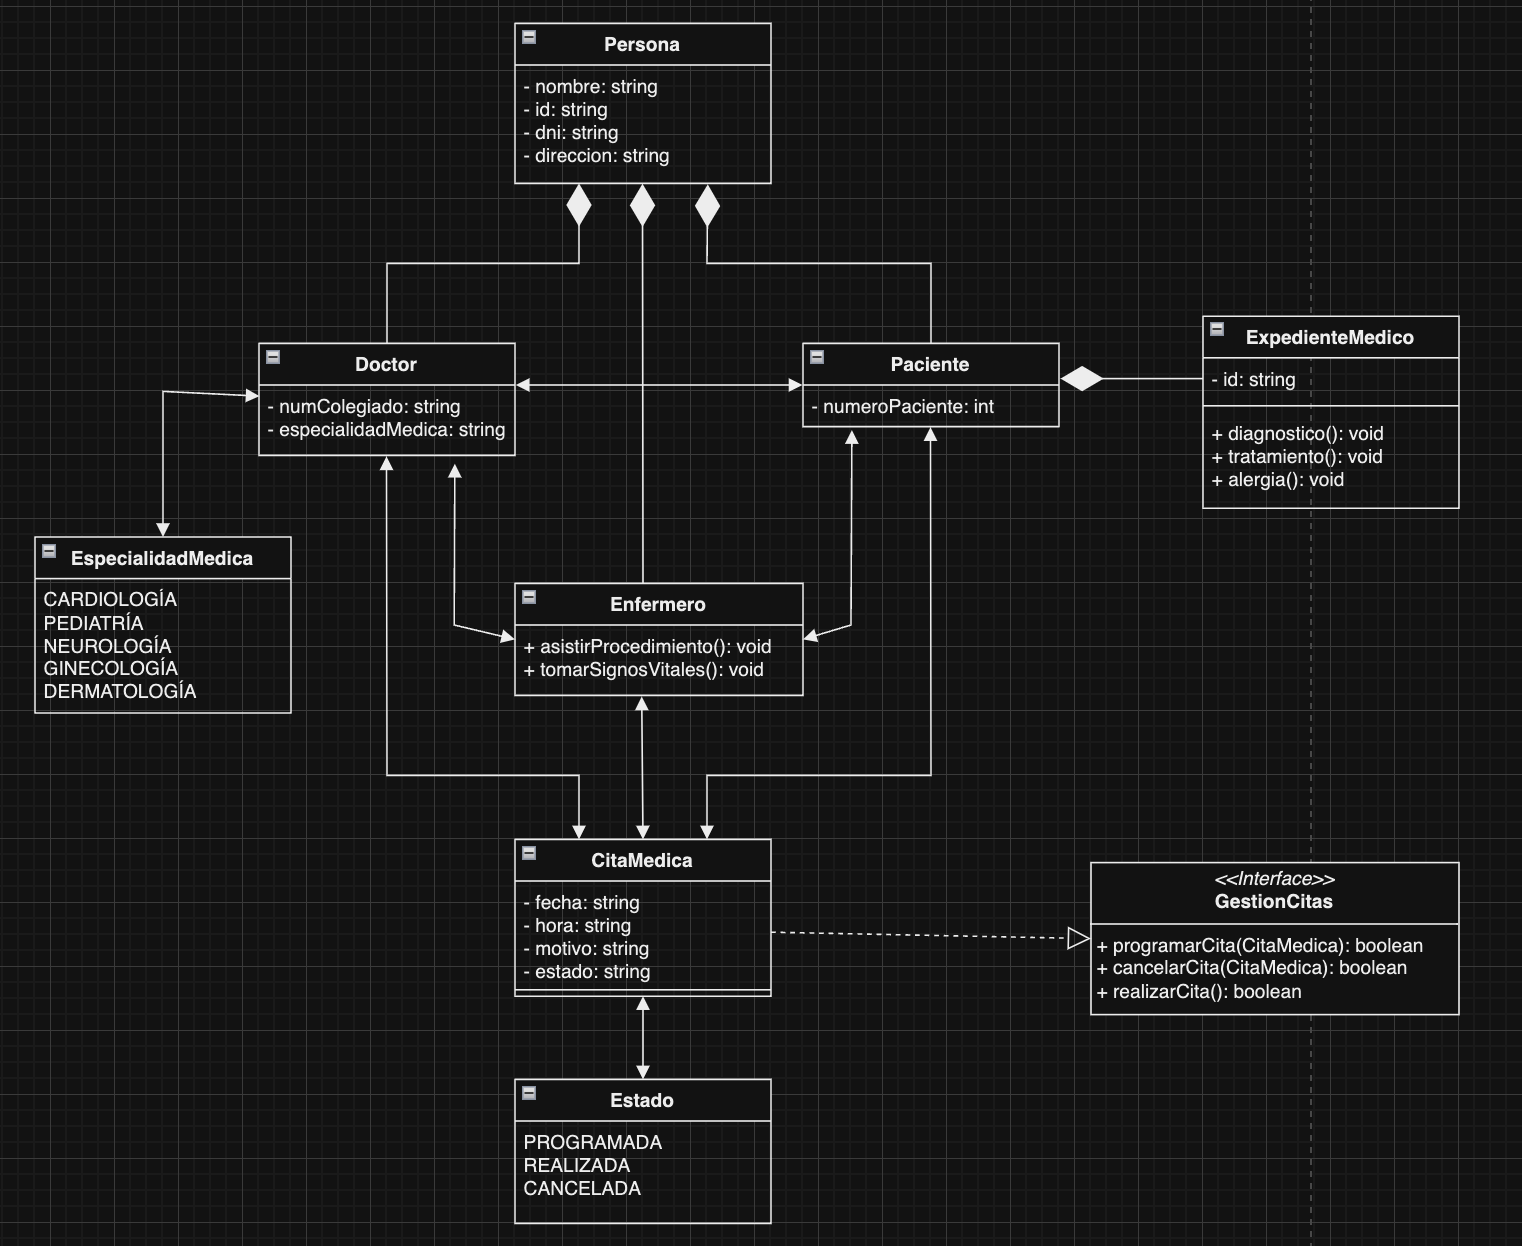 Persona
- nombre: string
- id: string
- dni: string
- direccion: string
Doctor
- numColegiado: string
- especialidadMedica: string
Paciente
- numeroPaciente: int
ExpedienteMedico
- id: string
+ diagnostico(): void
+ tratamiento(): void
+ alergia(): void
EspecialidadMedica
CARDIOLOGÍA
PEDIATRÍA
NEUROLOGÍA
GINECOLOGÍA
DERMATOLOGÍA
Enfermero
+ asistirProcedimiento(): void
+ tomarSignosVitales(): void
CitaMedica
- fecha: string
- hora: string
- motivo: string
- estado: string
<<Interface>>
GestionCitas
+ programarCita(CitaMedica): boolean
+ cancelarCita(CitaMedica): boolean
+ realizarCita(): boolean
Estado
PROGRAMADA
REALIZADA
CANCELADA